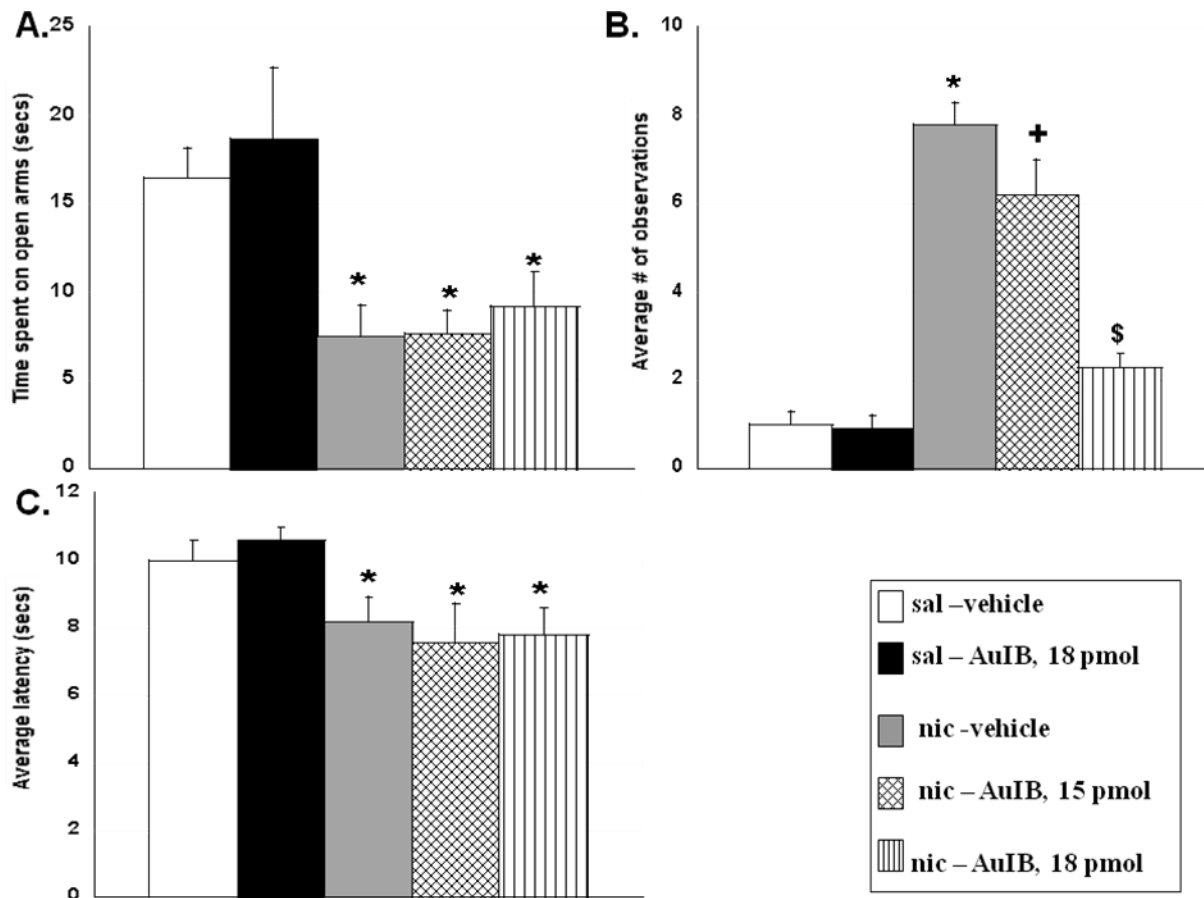 A.
Time spent on open arms (secs)
25
20
15
10
5
0
*
*
*
B.
Average # of observations
10
8
6
4
2
0
*
+
$
C.
Average latency (secs)
12
10
8
6
4
2
0
*
*
*
sal –vehicle
sal – AuIB, 18 pmol
nic -vehicle
nic – AuIB, 15 pmol
nic – AuIB, 18 pmol